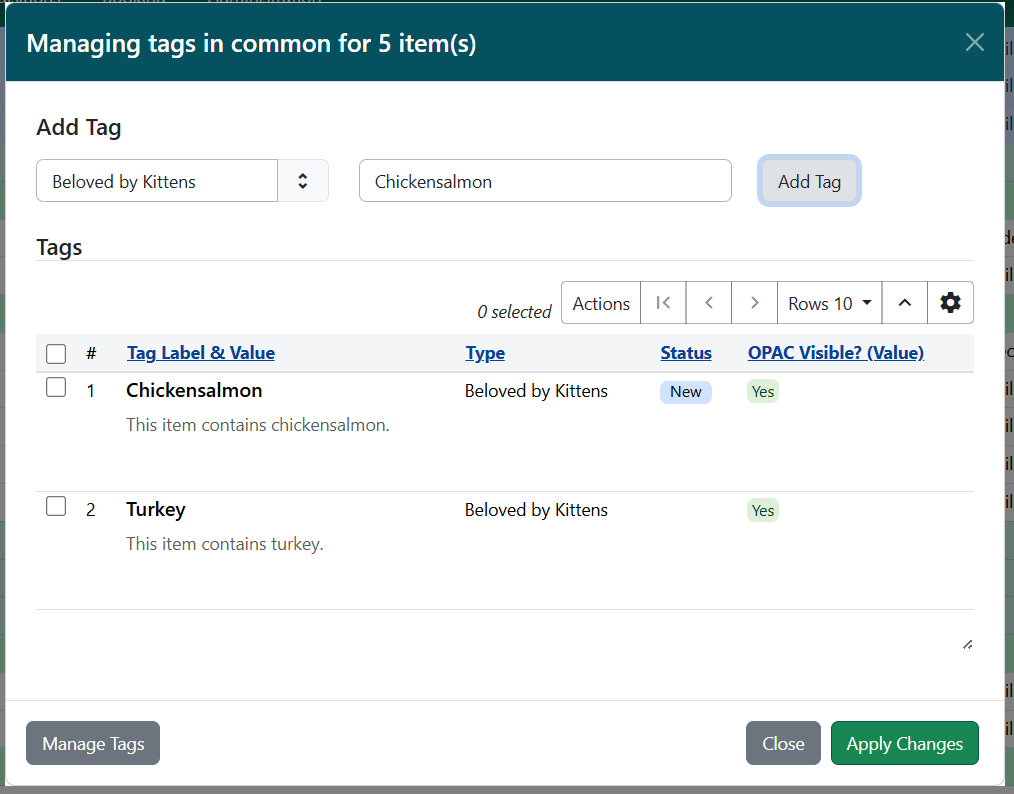 Managing tags in common for 5 item(s)
Add Tag
Beloved by Kittens
Chickensalmon
Add Tag
Tags
0 selected
Actions
Rows 10
# Tag Label & Value Type Status OPAC Visible? (Value)
1 Chickensalmon Beloved by Kittens New Yes
This item contains chickensalmon.
2 Turkey Beloved by Kittens Yes
This item contains turkey.
Manage Tags
Close
Apply Changes